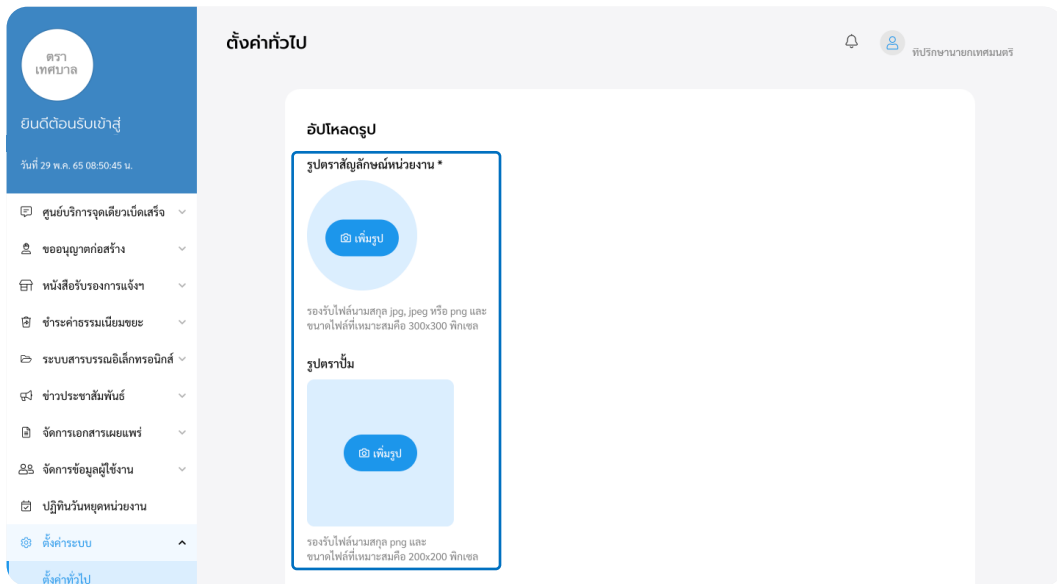 ตรา
เทศบาล
ยินดีต้อนรับเข้าสู่
วันที่ 29 พ.ค. 65 08:50:45 น.
ศูนย์บริการจุดเดียวเบ็ดเสร็จ
ขออนุญาตก่อสร้าง
หนังสือรับรองการแจ้งฯ
ชำระค่าธรรมเนียมขยะ
ระบบสารบรรณอิเล็กทรอนิกส์
ข่าวประชาสัมพันธ์
จัดการเอกสารเผยแพร่
จัดการข้อมูลผู้ใช้งาน
ปฏิทินวันหยุดหน่วยงาน
ตั้งค่าระบบ
ตั้งค่าทั่วไป
ตั้งค่าทั่วไป
ทีปรึกษานายกเทศมนตรี
อัปโหลดรูป
รูปตราสัญลักษณ์หน่วยงาน *
เพิ่มรูป
รองรับไฟล์นามสกุล jpg, jpeg หรือ png และ
ขนาดไฟล์ที่เหมาะสมคือ 300x300 พิกเซล
รูปตราปั้ม
เพิ่มรูป
รองรับไฟล์นามสกุล png และ
ขนาดไฟล์ที่เหมาะสมคือ 200x200 พิกเซล